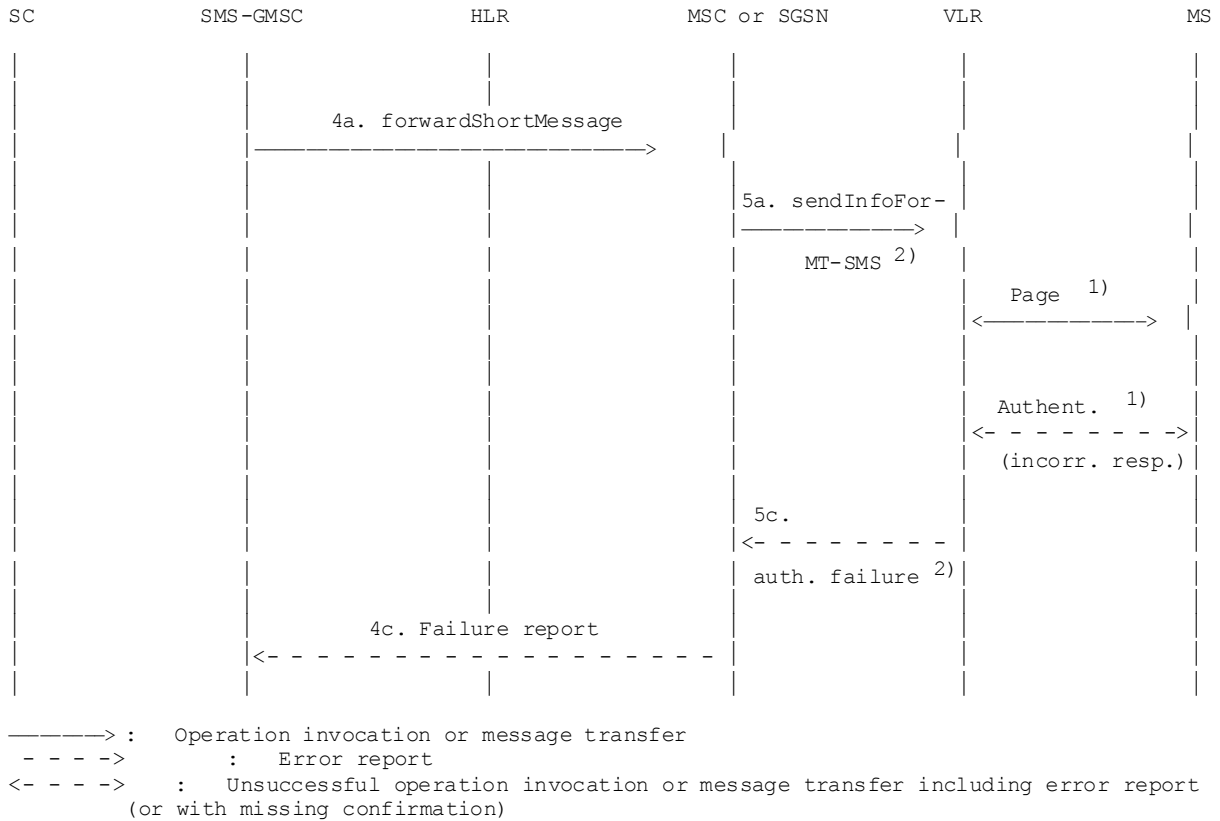 SC SMS-GMSC HLR MSC or SGSN VLR MS
4a. forwardShortMessage
5a. sendInfoFor-
MT-SMS 2)
Page 1)
Authent. 1)
(incorr. resp.)
5c.
auth. failure 2)
4c. Failure report
: Operation invocation or message transfer
: Error report
: Unsuccessful operation invocation or message transfer including error report
(or with missing confirmation)